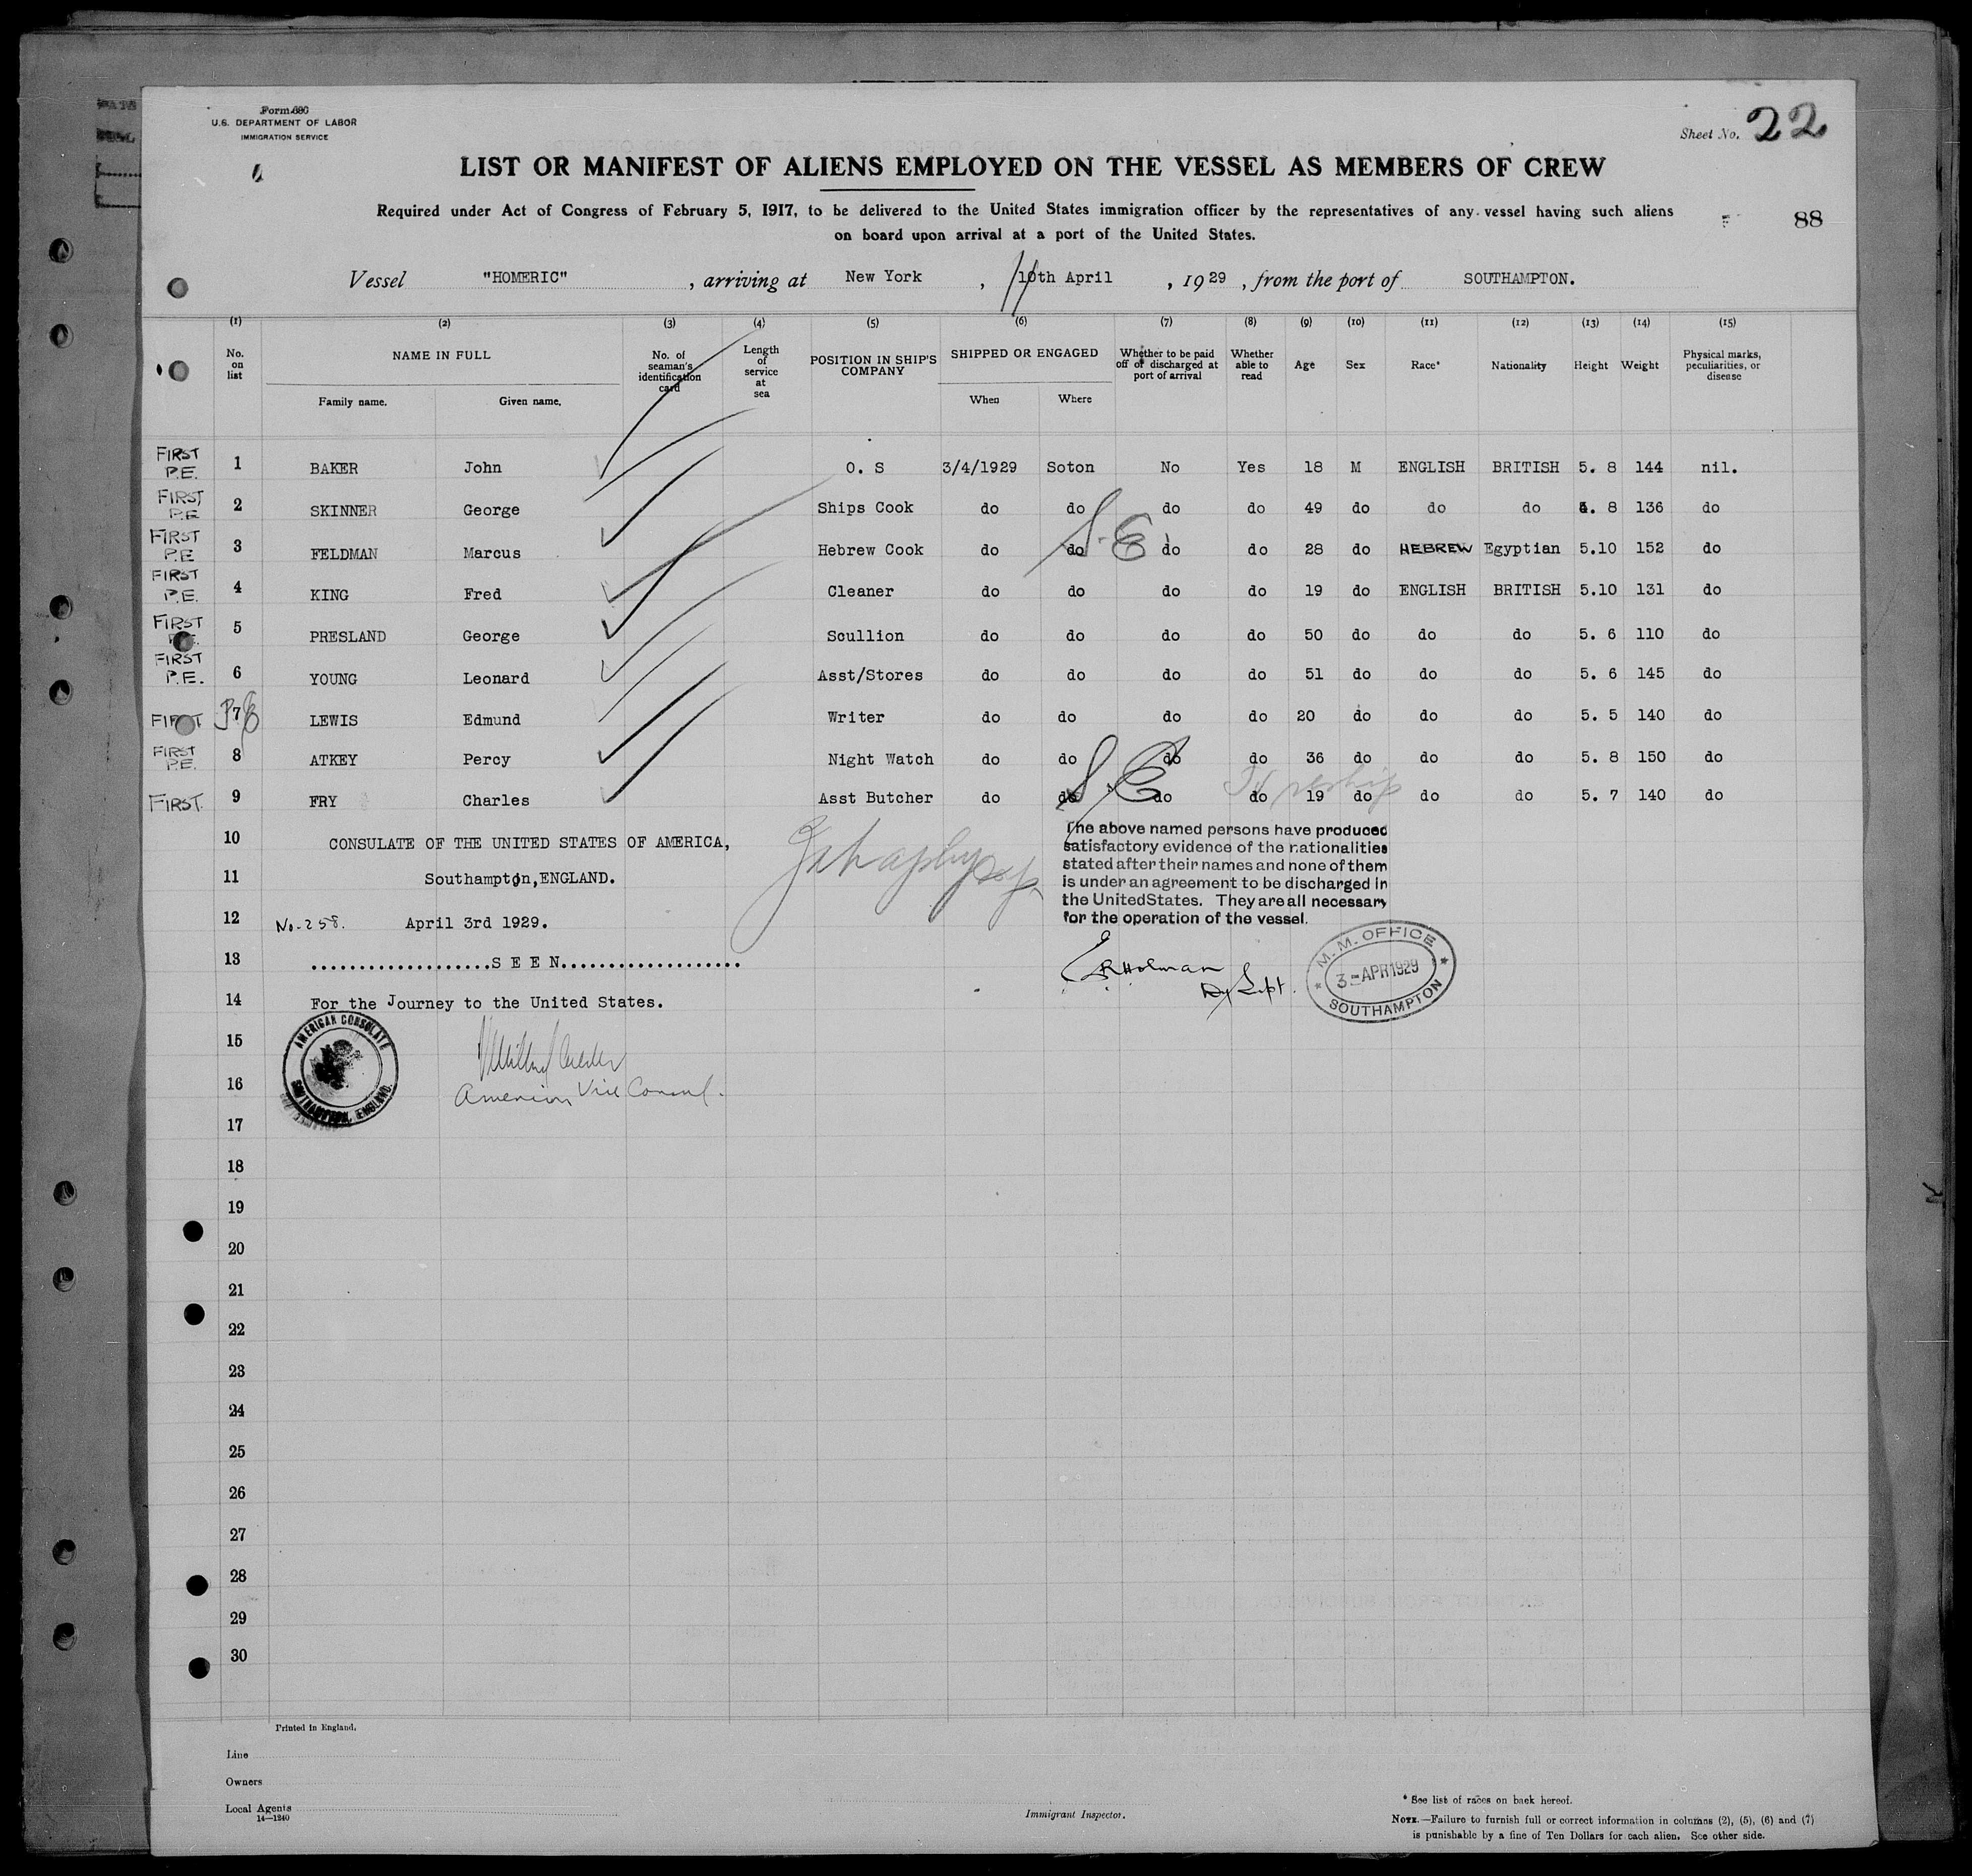 Form 680
U.S. DEPARTMENT OF LABOR
IMMIGRATION SERVICE
Sheet No. 22
LIST OR MANIFEST OF ALIENS EMPLOYED ON THE VESSEL AS MEMBERS OF CREW
Required under Act of Congress of February 5, 1917, to be delivered to the United States immigration officer by the representatives of any vessel having such aliens
on board upon arrival at a port of the United States.
88
Vessel "HOMERIC", arriving at New York, 10th April, 1929, from the port of SOUTHAMPTON.
(1) (2) (3) (4) (5) (6) (7) (8) (9) (10) (11) (12) (13) (14) (15)
No. on list NAME IN FULL Family name. Given name. No. of seaman's identification card Length of service at sea POSITION IN SHIP'S COMPANY SHIPPED OR ENGAGED When Where Whether to be paid off or discharged at port of arrival Whether able to read Age Sex Race* Nationality Height Weight Physical marks, peculiarities, or disease
FIRST P.E. 1 BAKER John O. S 3/4/1929 Soton No Yes 18 M ENGLISH BRITISH 5. 8 144 nil.
FIRST P.E 2 SKINNER George Ships Cook do do do do 49 do do do 5. 8 136 do
FIRST P.E 3 FELDMAN Marcus Hebrew Cook do do S.E. do do 28 do HEBREW Egyptian 5.10 152 do
FIRST P.E. 4 KING Fred Cleaner do do do do 19 do ENGLISH BRITISH 5.10 131 do
FIRST P.E. 5 PRESLAND George Scullion do do do do 50 do do do 5. 6 110 do
FIRST P.E. 6 YOUNG Leonard Asst/Stores do do do do 51 do do do 5. 6 145 do
FIRST 7 LEWIS Edmund Writer do do do do 20 do do do 5. 5 140 do
FIRST P.E. 8 ATKEY Percy Night Watch do do do do 36 do do do 5. 8 150 do
FIRST. 9 FRY Charles Asst Butcher do do S.E. do do 19 do do do 5. 7 140 do
10 CONSULATE OF THE UNITED STATES OF AMERICA,
11 Southampton,ENGLAND.
12 No. 258. April 3rd 1929.
13 ...................S E E N...................
14 For the Journey to the United States.
The above named persons have produced
satisfactory evidence of the nationalities
stated after their names and none of them
is under an agreement to be discharged in
the United States. They are all necessary
for the operation of the vessel.
E R Holman
Dy Supt.
M.M. OFFICE
3-APR1929
SOUTHAMPTON
AMERICAN CONSULATE
SOUTHAMPTON, ENGLAND.
American Vice Consul.
15
16
17
18
19
20
21
22
23
24
25
26
27
28
29
30
Printed in England.
Line
Owners
Local Agents
14—1240
Immigrant Inspector.
* See list of races on back hereof.
NOTE.—Failure to furnish full or correct information in columns (2), (5), (6) and (7)
is punishable by a fine of Ten Dollars for each alien. See other side.